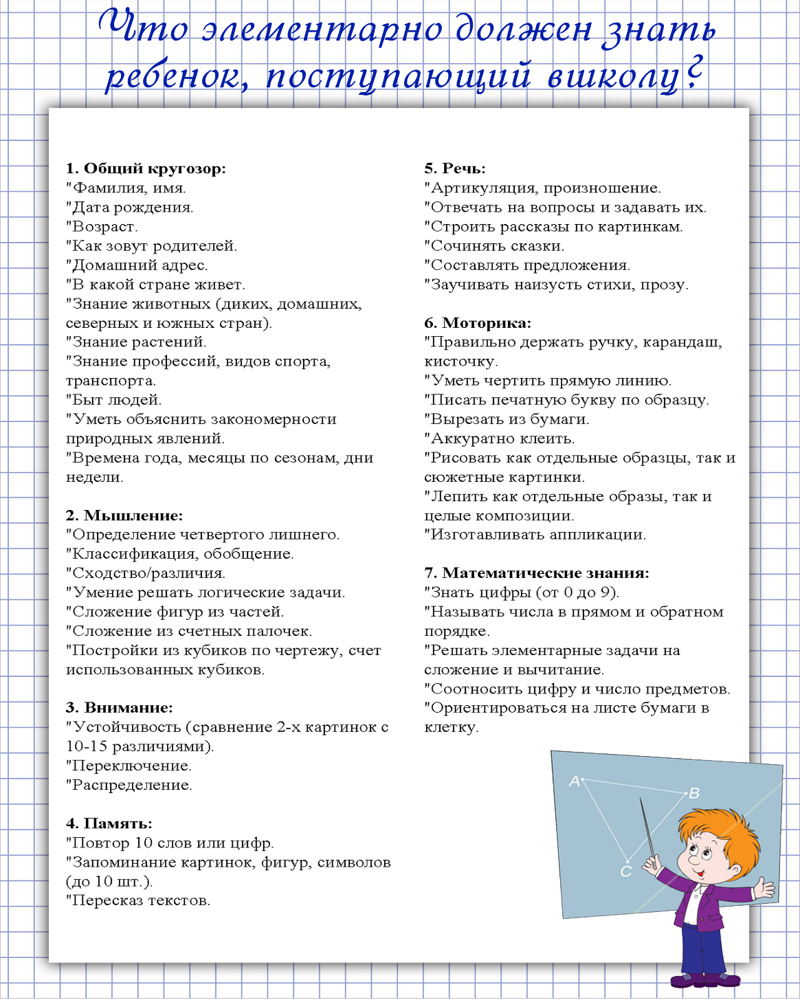 Что элементарно должен знать
ребенок, поступающий вшколу?
1. Общий кругозор:
"Фамилия, имя.
"Дата рождения.
"Возраст.
"Как зовут родителей.
"Домашний адрес.
"В какой стране живет.
"Знание животных (диких, домашних,
северных и южных стран).
"Знание растений.
"Знание профессий, видов спорта,
транспорта.
"Быт людей.
"Уметь объяснить закономерности
природных явлений.
"Времена года, месяцы по сезонам, дни
недели.
2. Мышление:
"Определение четвертого лишнего.
"Классификация, обобщение.
"Сходство/различия.
"Умение решать логические задачи.
"Сложение фигур из частей.
"Сложение из счетных палочек.
"Постройки из кубиков по чертежу, счет
использованных кубиков.
3. Внимание:
"Устойчивость (сравнение 2-х картинок с
10-15 различиями).
"Переключение.
"Распределение.
4. Память:
"Повтор 10 слов или цифр.
"Запоминание картинок, фигур, символов
(до 10 шт.).
"Пересказ текстов.
5. Речь:
"Артикуляция, произношение.
"Отвечать на вопросы и задавать их.
"Строить рассказы по картинкам.
"Сочинять сказки.
"Составлять предложения.
"Заучивать наизусть стихи, прозу.
6. Моторика:
"Правильно держать ручку, карандаш,
кисточку.
"Уметь чертить прямую линию.
"Писать печатную букву по образцу.
"Вырезать из бумаги.
"Аккуратно клеить.
"Рисовать как отдельные образцы, так и
сюжетные картинки.
"Лепить как отдельные образы, так и
целые композиции.
"Изготавливать аппликации.
7. Математические знания:
"Знать цифры (от 0 до 9).
"Называть числа в прямом и обратном
порядке.
"Решать элементарные задачи на
сложение и вычитание.
"Соотносить цифру и число предметов.
"Ориентироваться на листе бумаги в
клетку.
A
B
C